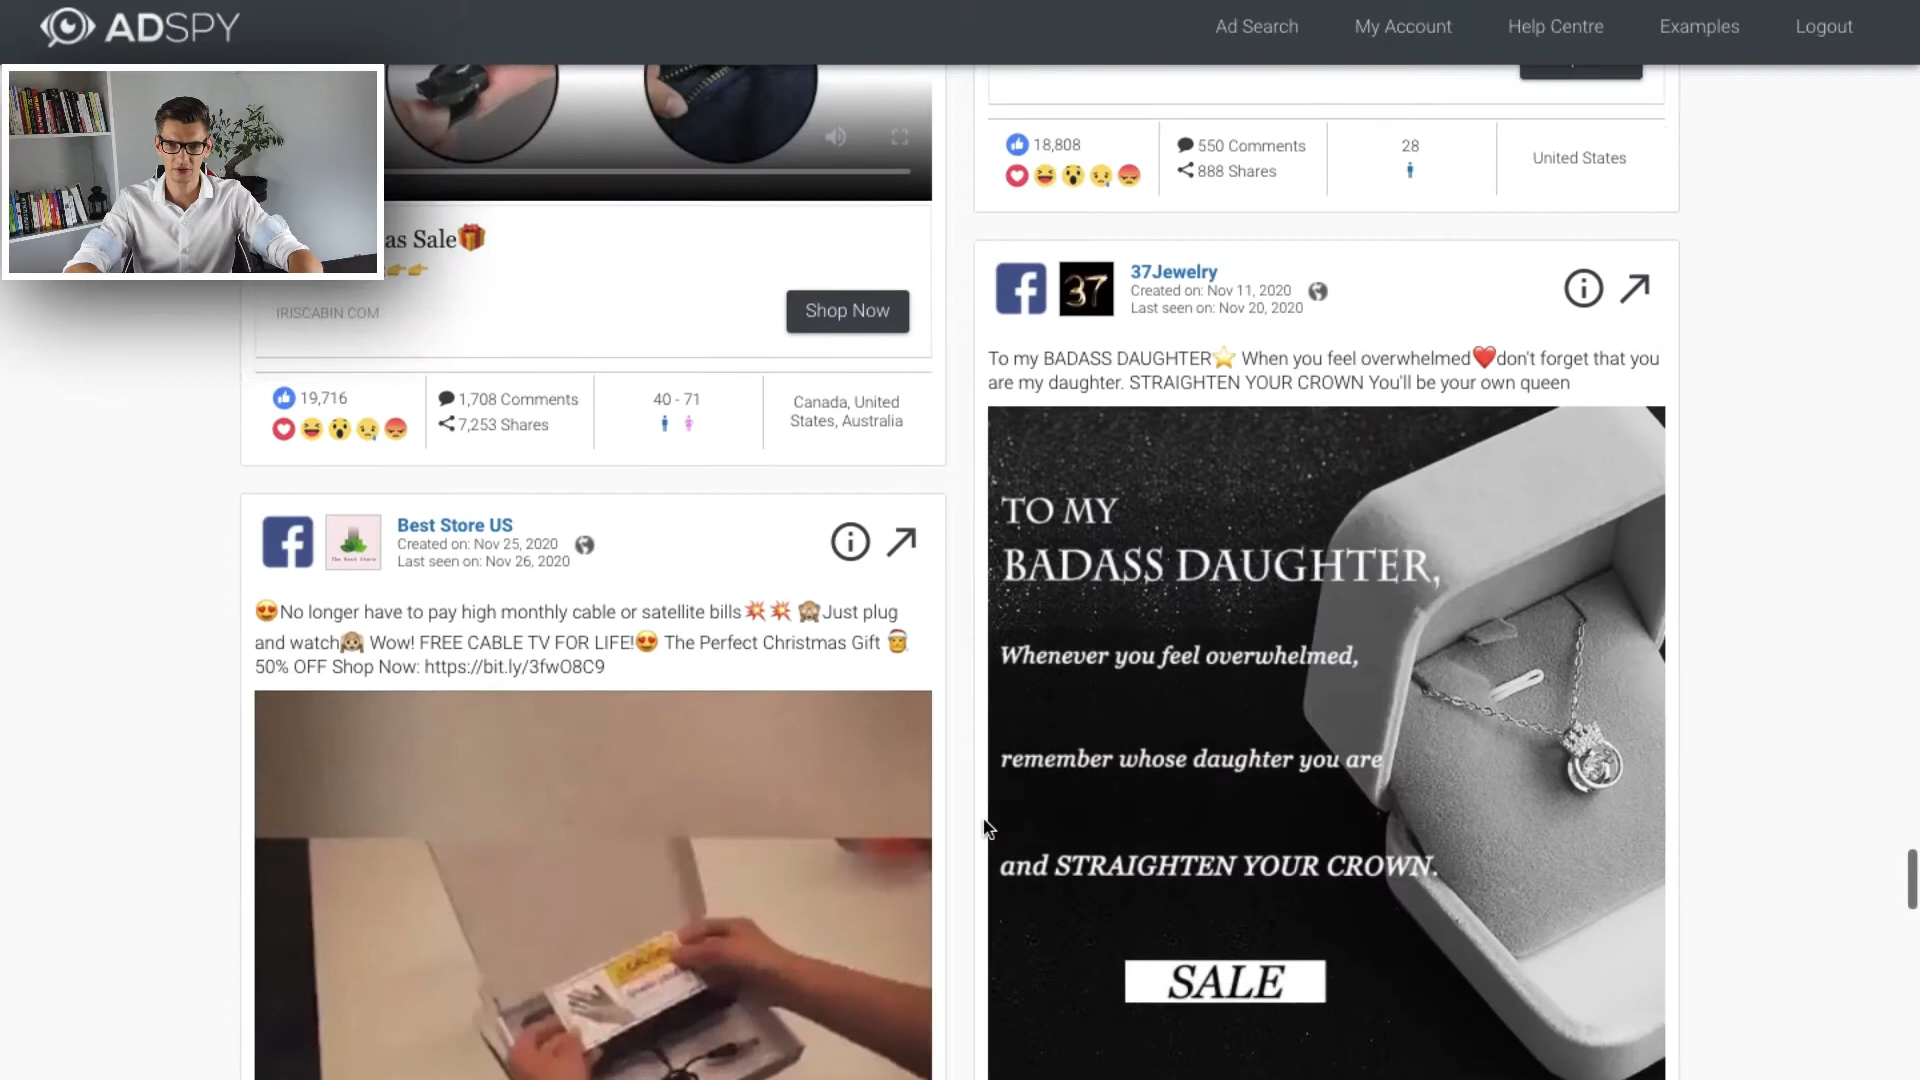 ADSPY
Ad Search
My Account
Help Centre
Examples
Logout
as Sale🎁
👉👉
IRISCABIN COM
Shop Now
19,716
1,708 Comments
7,253 Shares
40 - 71
Canada, United
States, Australia
Best Store US
Created on: Nov 25, 2020
Last seen on: Nov 26, 2020
😍No longer have to pay high monthly cable or satellite bills💥💥 🙈Just plug
and watch🙉 Wow! FREE CABLE TV FOR LIFE!😍 The Perfect Christmas Gift 🎅
50% OFF Shop Now: https://bit.ly/3fwO8C9
18,808
550 Comments
888 Shares
28
United States
37
37Jewelry
Created on: Nov 11, 2020
Last seen on: Nov 20, 2020
To my BADASS DAUGHTER⭐ When you feel overwhelmed❤️don't forget that you
are my daughter. STRAIGHTEN YOUR CROWN You'll be your own queen
TO MY
BADASS DAUGHTER,
Whenever you feel overwhelmed,
remember whose daughter you are
and STRAIGHTEN YOUR CROWN.
SALE